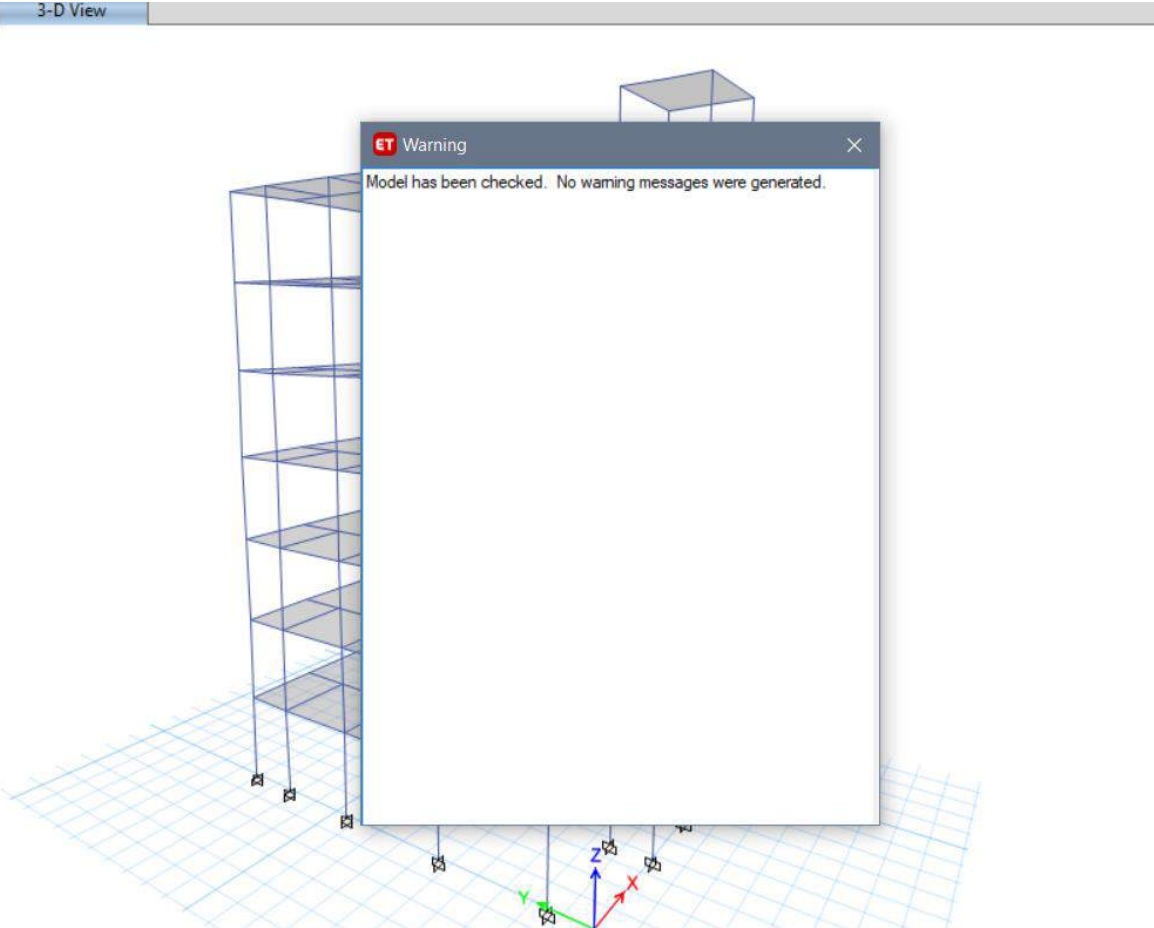 3-D View
ET Warning
Model has been checked.  No warning messages were generated.
Z
X
Y